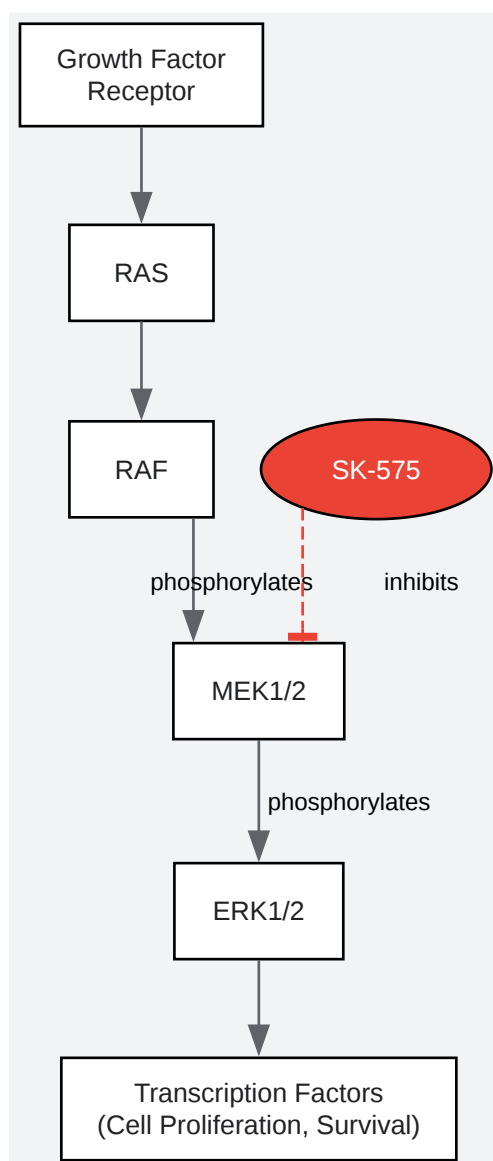 Growth Factor
Receptor
RAS
RAF
SK-575
phosphorylates
inhibits
MEK1/2
phosphorylates
ERK1/2
Transcription Factors
(Cell Proliferation, Survival)